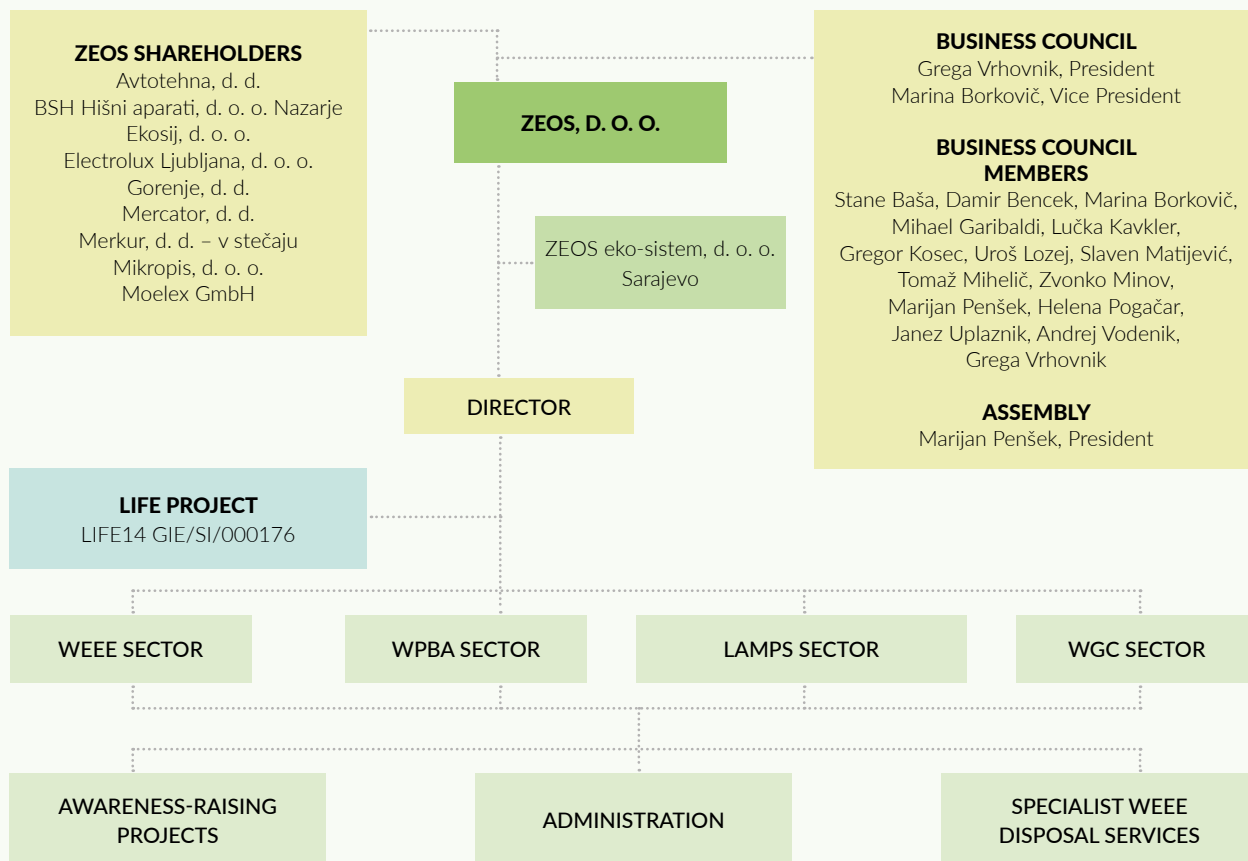 ZEOS SHAREHOLDERS
Avtotehna, d. d.
BSH Hišni aparati, d. o. o. Nazarje
Ekosij, d. o. o.
Electrolux Ljubljana, d. o. o.
Gorenje, d. d.
Mercator, d. d.
Merkur, d. d. – v stečaju
Mikropis, d. o. o.
Moelex GmbH
ZEOS, D. O. O.
ZEOS eko-sistem, d. o. o.
Sarajevo
BUSINESS COUNCIL
Grega Vrhovnik, President
Marina Borkovič, Vice President
BUSINESS COUNCIL
MEMBERS
Stane Baša, Damir Bencek, Marina Borkovič,
Mihael Garibaldi, Lučka Kavkler,
Gregor Kosec, Uroš Lozej, Slaven Matijević,
Tomaž Mihelič, Zvonko Minov,
Marijan Penšek, Helena Pogačar,
Janez Uplaznik, Andrej Vodenik,
Grega Vrhovnik
ASSEMBLY
Marijan Penšek, President
DIRECTOR
LIFE PROJECT
LIFE14 GIE/SI/000176
WEEE SECTOR
WPBA SECTOR
LAMPS SECTOR
WGC SECTOR
AWARENESS-RAISING
PROJECTS
ADMINISTRATION
SPECIALIST WEEE
DISPOSAL SERVICES